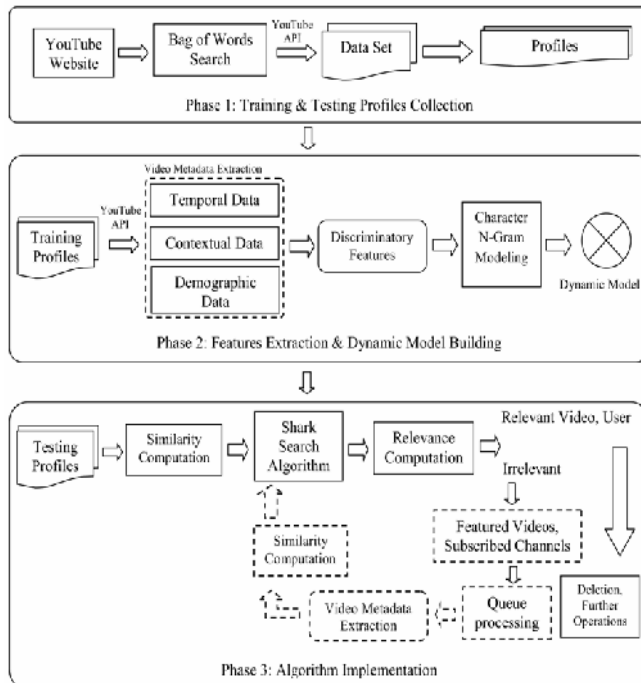 YouTube
Website
Bag of Words
Search
YouTube
API
Data Set
Profiles
Phase 1: Training & Testing Profiles Collection
Video Metadata Extraction
Training
Profiles
YouTube
API
Temporal Data
Contextual Data
Demographic
Data
Discriminatory
Features
Character
N-Gram
Modeling
Dynamic Model
Phase 2: Features Extraction & Dynamic Model Building
Testing
Profiles
Similarity
Computation
Shark
Search
Algorithm
Relevance
Computation
Relevant Video, User
Irrelevant
Featured Videos,
Subscribed Channels
Similarity
Computation
Video Metadata
Extraction
Queue
processing
Deletion,
Further
Operations
Phase 3: Algorithm Implementation